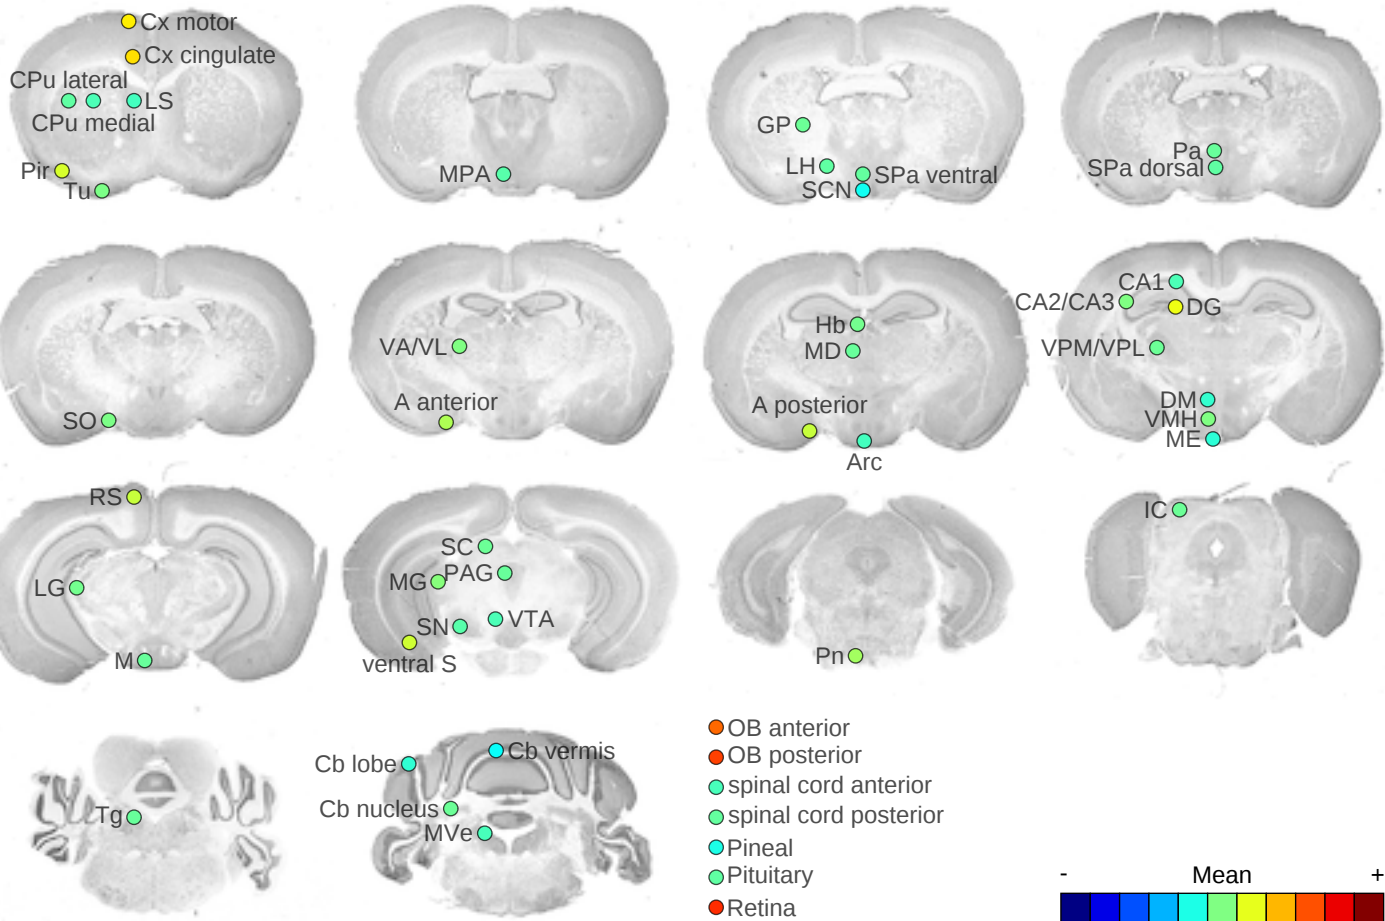 Cx motor
Cx cingulate
CPu lateral
LS
CPu medial
Pir
Tu
MPA
GP
LH
SPa ventral
SCN
Pa
SPa dorsal
SO
VA/VL
A anterior
Hb
MD
A posterior
Arc
CA1
CA2/CA3
DG
VPM/VPL
DM
VMH
ME
RS
LG
M
SC
MG
PAG
SN
VTA
ventral S
Pn
IC
Tg
Cb lobe
Cb vermis
Cb nucleus
MVe
OB anterior
OB posterior
spinal cord anterior
spinal cord posterior
Pineal
Pituitary
Retina
- Mean +